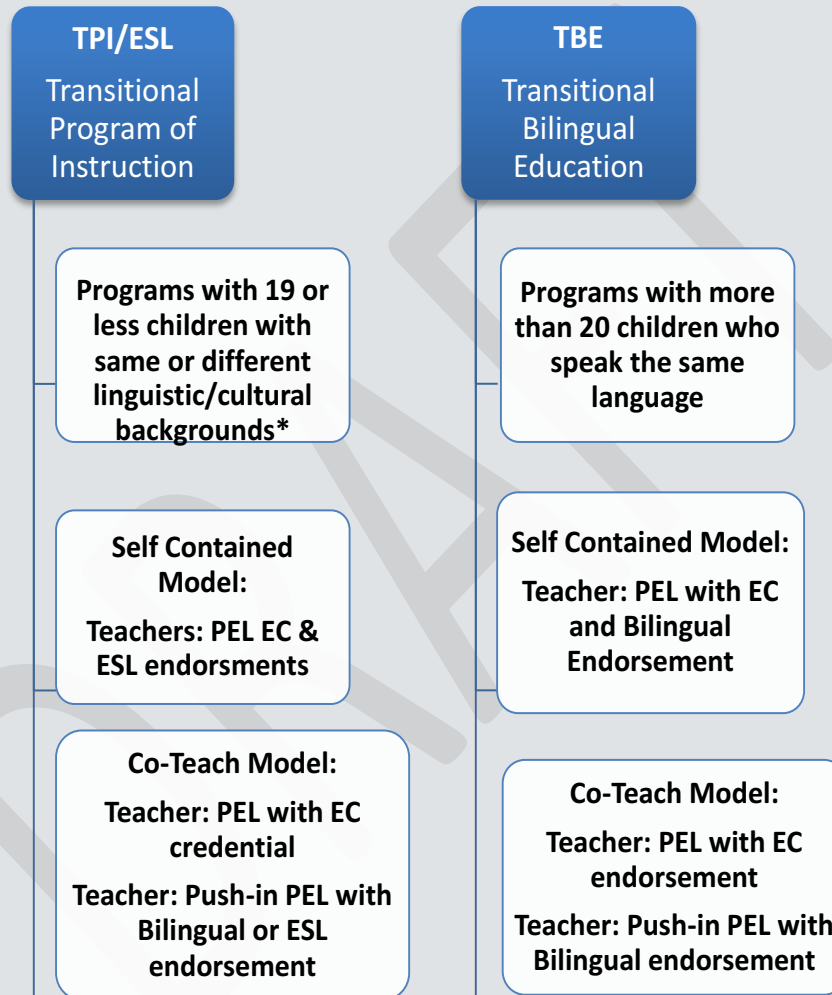 TPI/ESL
Transitional
Program of
Instruction
Programs with 19 or
less children with
same or different
linguistic/cultural
backgrounds*
Self Contained
Model:
Teachers: PEL EC &
ESL endorsments
Co-Teach Model:
Teacher: PEL with EC
credential
Teacher: Push-in PEL with
Bilingual or ESL
endorsement
TBE
Transitional
Bilingual
Education
Programs with more
than 20 children who
speak the same
language
Self Contained Model:
Teacher: PEL with EC
and Bilingual
Endorsement
Co-Teach Model:
Teacher: PEL with EC
endorsement
Teacher: Push-in PEL with
Bilingual endorsement
DRAFT